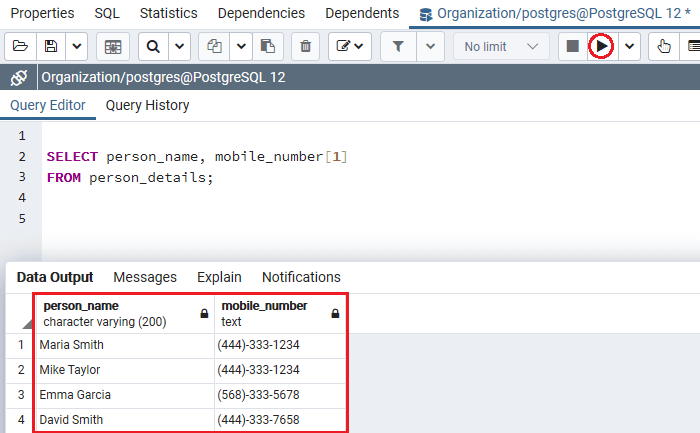 Properties SQL Statistics Dependencies Dependents Organization/postgres@PostgreSQL 12 *
No limit
Organization/postgres@PostgreSQL 12
Query Editor Query History
1
2 SELECT person_name, mobile_number[1]
3 FROM person_details;
4
5
Data Output Messages Explain Notifications
person_name mobile_number
character varying (200) text
1 Maria Smith (444)-333-1234
2 Mike Taylor (444)-333-1234
3 Emma Garcia (568)-333-5678
4 David Smith (444)-333-7658